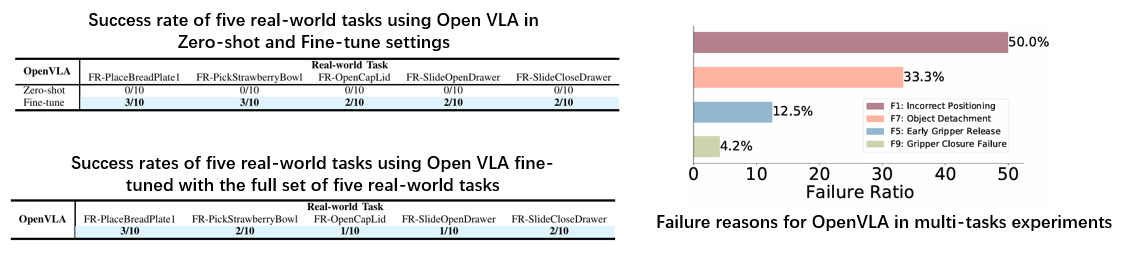 Success rate of five real-world tasks using Open VLA in
Zero-shot and Fine-tune settings
OpenVLA Real-world Task
FR-PlaceBreadPlate1 FR-PickStrawberryBowl FR-OpenCapLid FR-SlideOpenDrawer FR-SlideCloseDrawer
Zero-shot 0/10 0/10 0/10 0/10 0/10
Fine-tune 3/10 3/10 2/10 2/10 2/10
Success rates of five real-world tasks using Open VLA fine-
tuned with the full set of five real-world tasks
OpenVLA Real-world Task
FR-PlaceBreadPlate1 FR-PickStrawberryBowl FR-OpenCapLid FR-SlideOpenDrawer FR-SlideCloseDrawer
3/10 2/10 1/10 1/10 2/10
50.0%
33.3%
12.5%
4.2%
F1: Incorrect Positioning
F7: Object Detachment
F5: Early Gripper Release
F9: Gripper Closure Failure
0 10 20 30 40 50
Failure Ratio
Failure reasons for OpenVLA in multi-tasks experiments